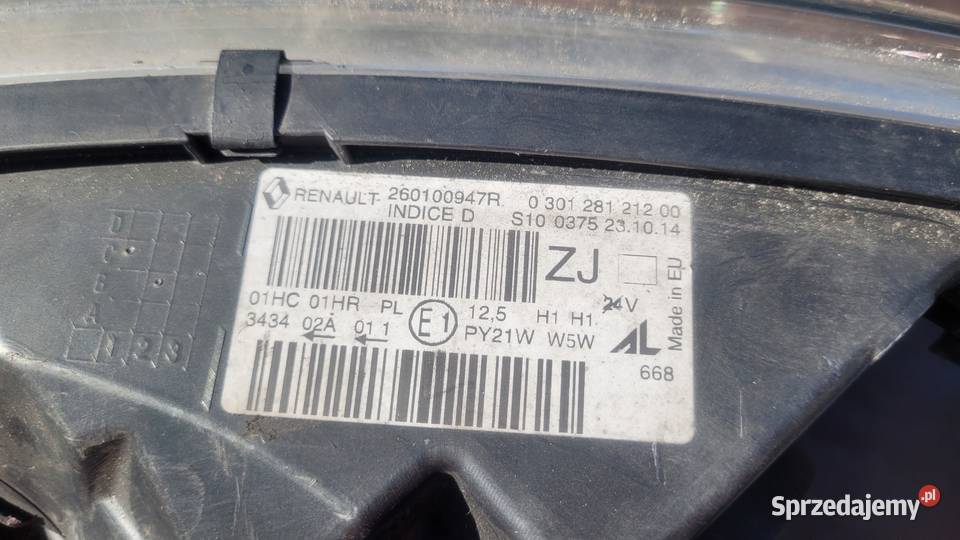 RENAULT 260100947R 0 301 281 212 00
INDICE D S10 0375 23.10.14
ZJ
01HC 01HR PL E1 12,5 H1 H1 24V
3434 02A 01 1 PY21W W5W AL
668
Made in EU
D
C
B
A
1 2 3
Sprzedajemy.pl